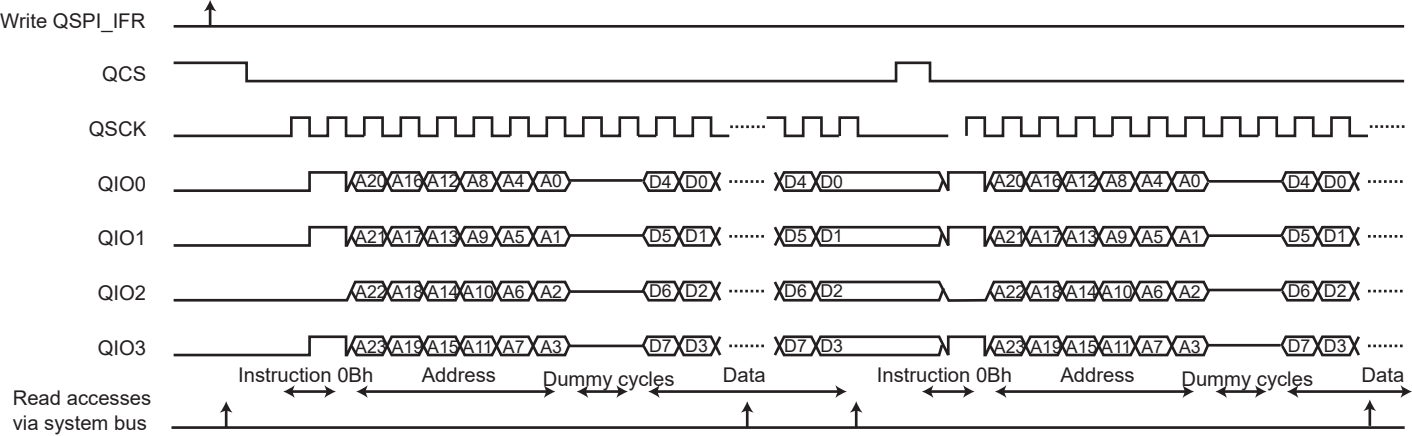 Write QSPI_IFR
QCS
QSCK
QIO0 A20 A16 A12 A8 A4 A0 D4 D0 D4 D0 A20 A16 A12 A8 A4 A0 D4 D0
QIO1 A21 A17 A13 A9 A5 A1 D5 D1 D5 D1 A21 A17 A13 A9 A5 A1 D5 D1
QIO2 A22 A18 A14 A10 A6 A2 D6 D2 D6 D2 A22 A18 A14 A10 A6 A2 D6 D2
QIO3 A23 A19 A15 A11 A7 A3 D7 D3 D7 D3 A23 A19 A15 A11 A7 A3 D7 D3
Instruction 0Bh Address Dummy cycles Data Instruction 0Bh Address Dummy cycles Data
Read accesses
via system bus